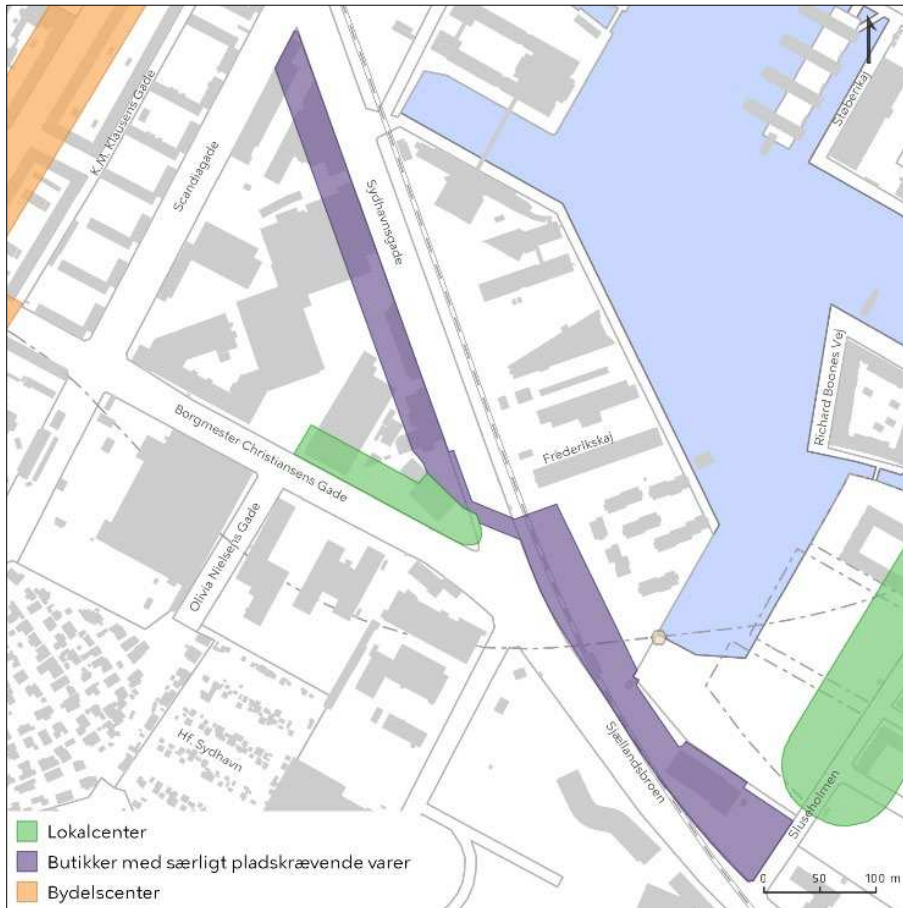 K.M. Klausens Gade
Scandiagade
Sydhavnsgade
Støberikaj
Richard Boones Vej
Frederikskaj
Borgmester Christiansens Gade
Olivia Nielsens Gade
Hf. Sydhavn
Sjællandsbroen
Sluseholmen
Lokalcenter
Butikker med særligt pladskrævende varer
Bydelscenter
0 50 100 m